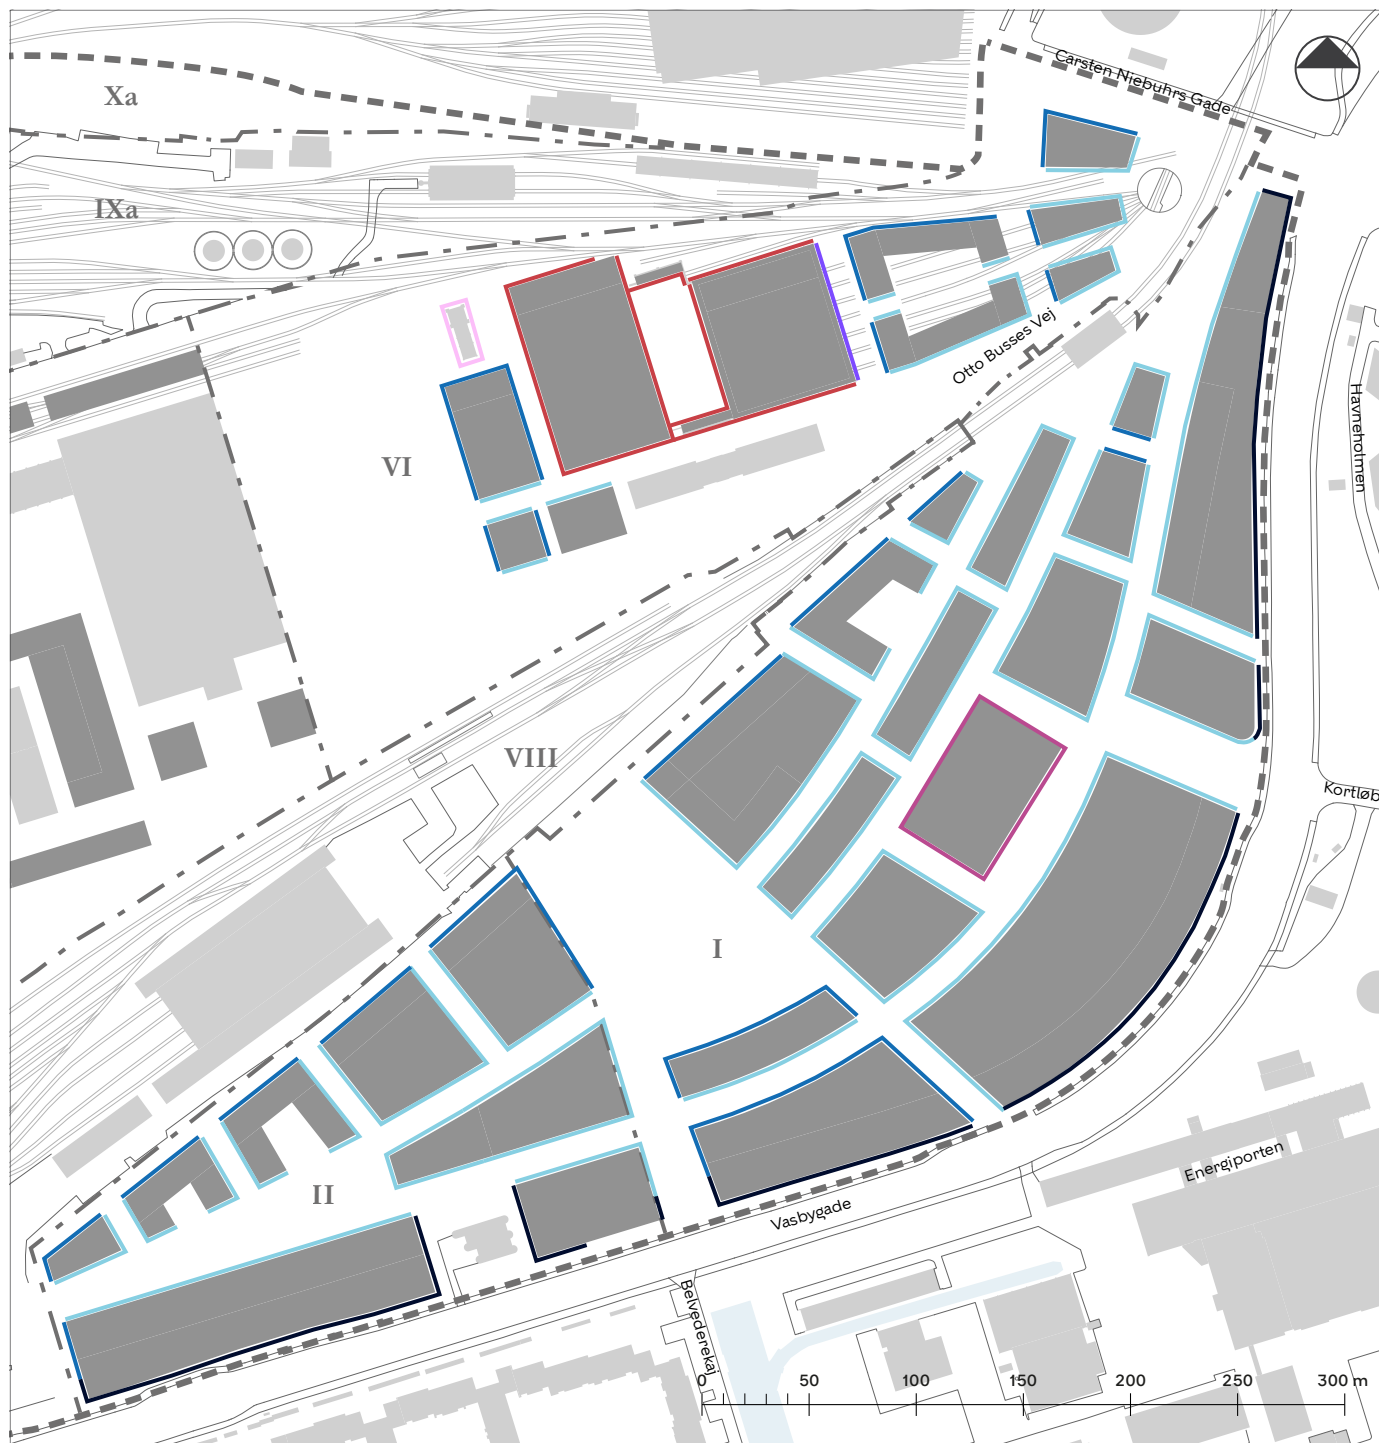 Carsten Niebuhrs Gade
Xa
IXa
Otto Busses Vej
Havneholmen
VI
VIII
Kortløb
I
Energiporten
II
Vasbygade
Belvederekaj
0 50 100 150 200 250 300 m